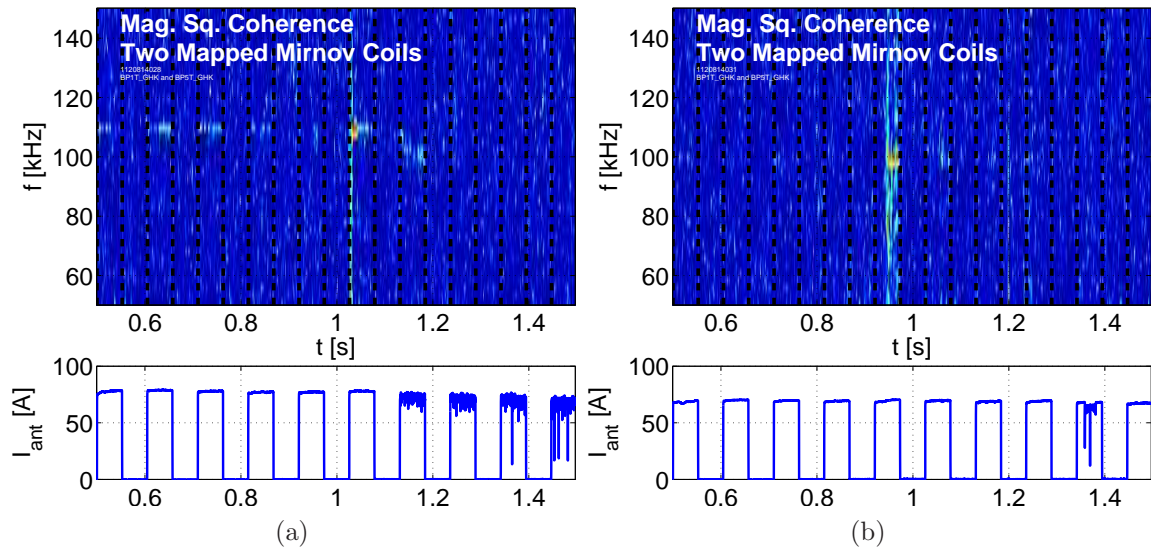 Mag. Sq. Coherence
Two Mapped Mirnov Coils
1120814028
BP1T_GHK and BP5T_GHK
f [kHz]
140
120
100
80
60
0.6 0.8 1 1.2 1.4
t [s]
I_ant [A]
100
50
0
0.6 0.8 1 1.2 1.4
(a)
Mag. Sq. Coherence
Two Mapped Mirnov Coils
1120814031
BP1T_GHK and BP5T_GHK
f [kHz]
140
120
100
80
60
0.6 0.8 1 1.2 1.4
t [s]
I_ant [A]
100
50
0
0.6 0.8 1 1.2 1.4
(b)